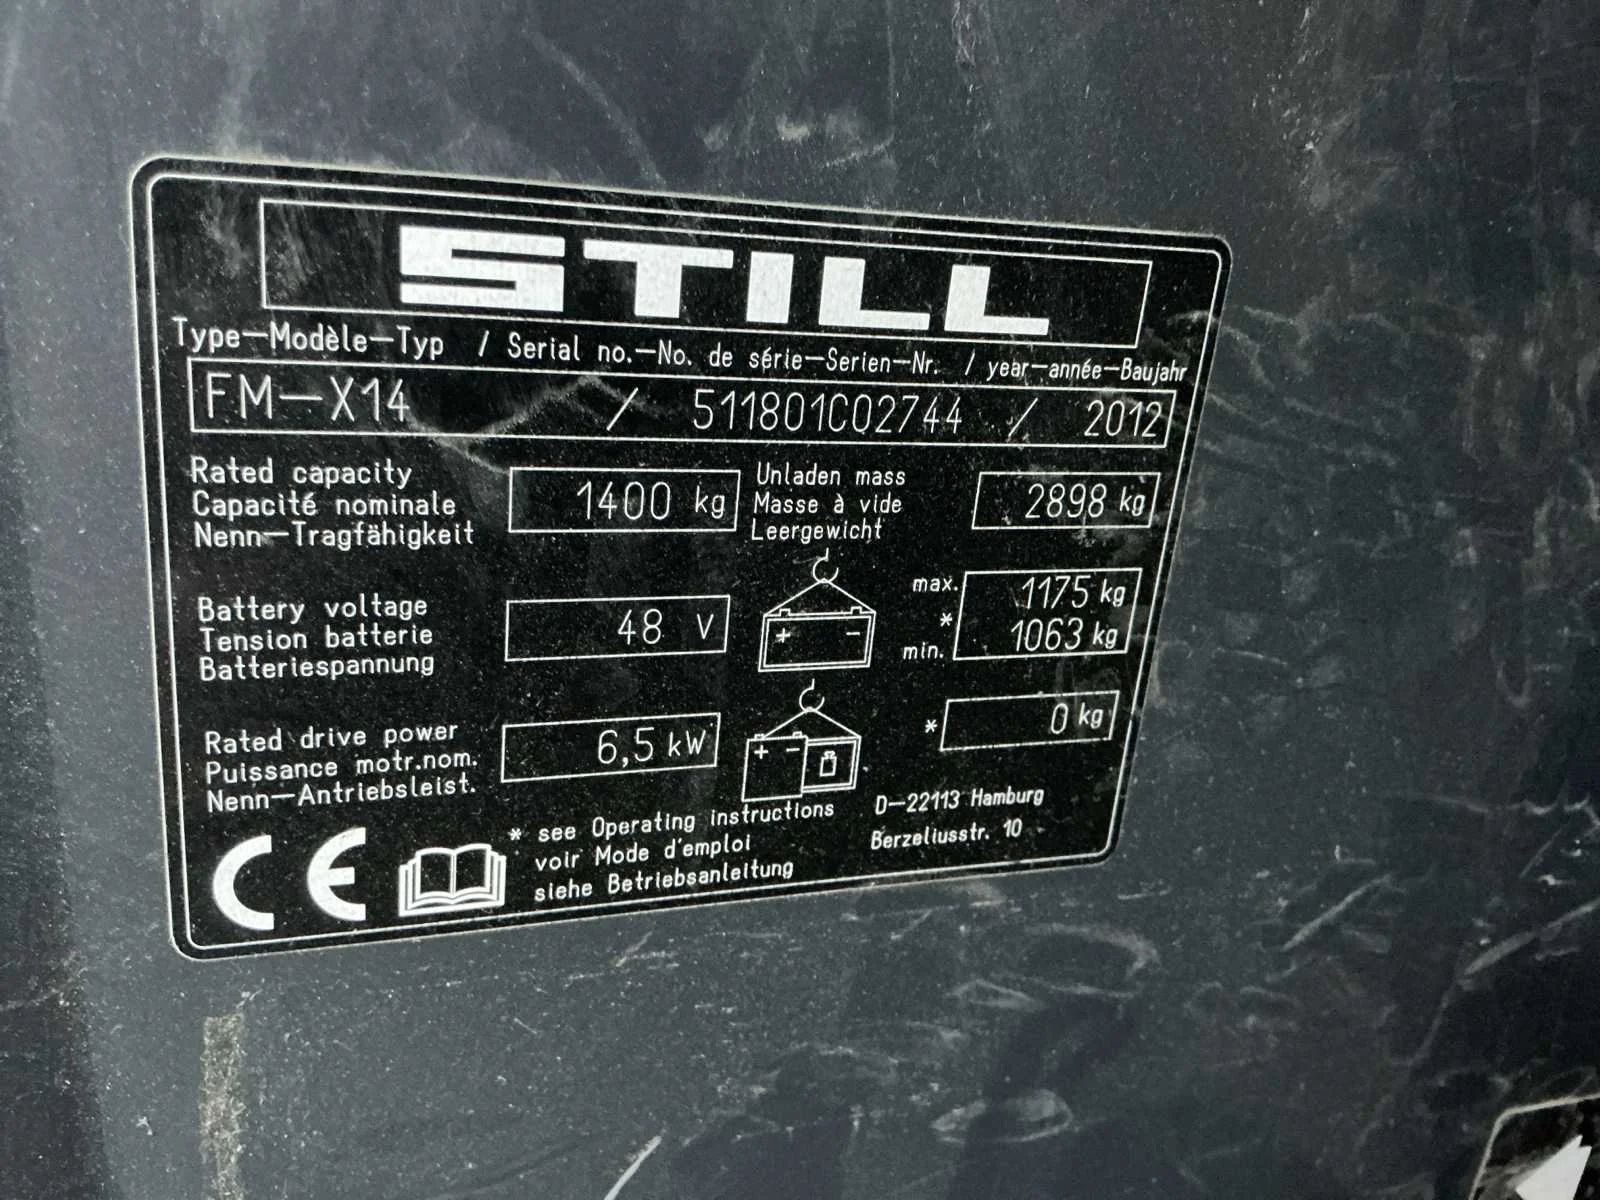 STILL
Type-Modèle-Typ / Serial no.-No. de série-Serien-Nr. / year-année-Baujahr
FM-X14 / 511801C02744 / 2012
Rated capacity
Capacité nominale
Nenn-Tragfähigkeit
1400 kg
Unladen mass
Masse à vide
Leergewicht
2898 kg
Battery voltage
Tension batterie
Batteriespannung
48 V
+ -
max. 1175 kg
*
min. 1063 kg
Rated drive power
Puissance motr.nom.
Nenn-Antriebsleist.
6,5 kW
+ -
* 0 kg
CE
* see Operating instructions
voir Mode d'emploi
siehe Betriebsanleitung
D-22113 Hamburg
Berzeliusstr. 10